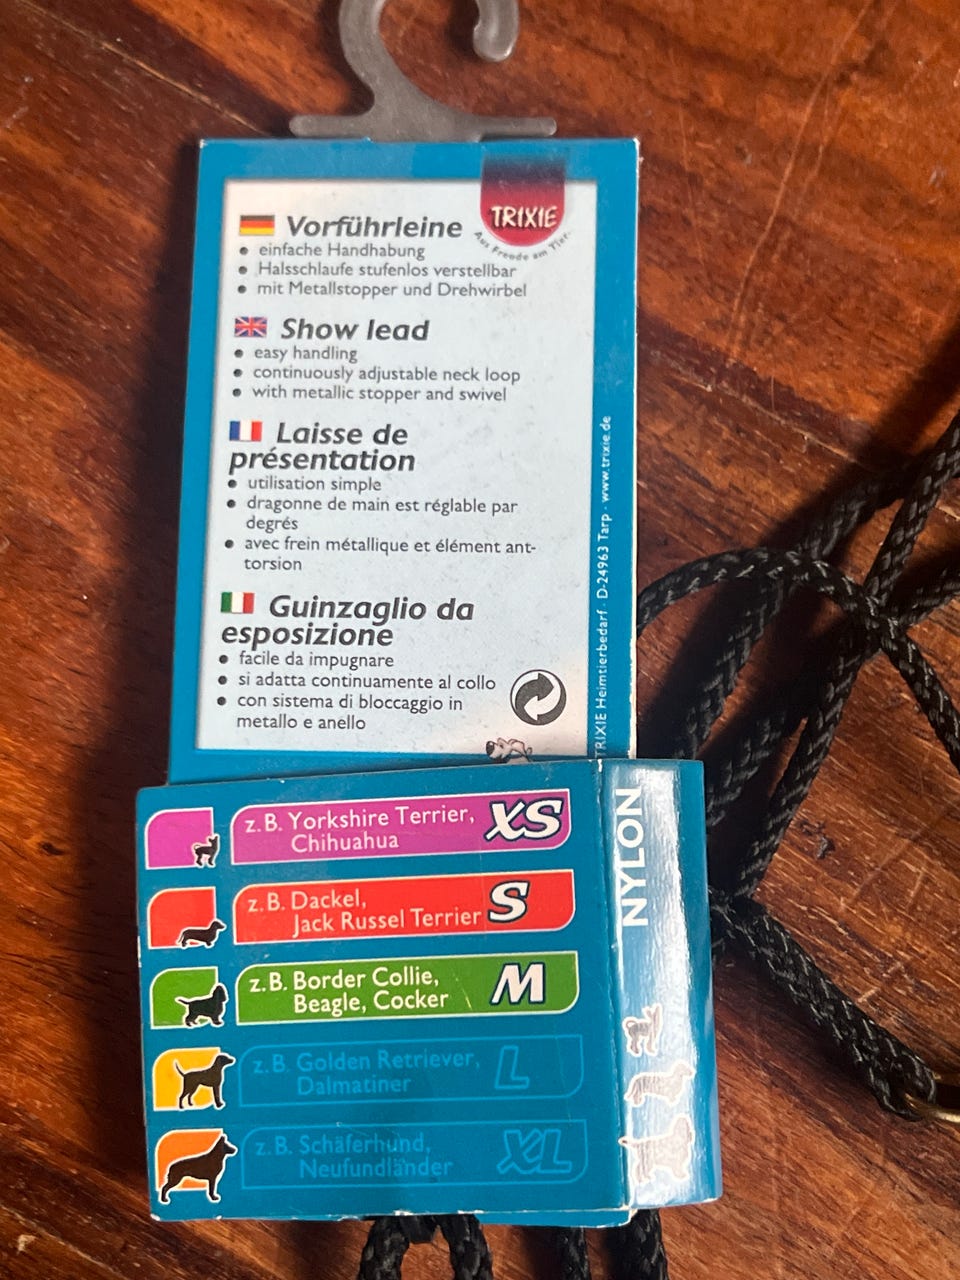 TRIXIE
Aus Freude am Tier
Vorführleine
• einfache Handhabung
• Halsschlaufe stufenlos verstellbar
• mit Metallstopper und Drehwirbel
Show lead
• easy handling
• continuously adjustable neck loop
• with metallic stopper and swivel
Laisse de
présentation
• utilisation simple
• dragonne de main est réglable par
degrés
• avec frein métallique et élément ant-
torsion
Guinzaglio da
esposizione
• facile da impugnare
• si adatta continuamente al collo
• con sistema di bloccaggio in
metallo e anello
TRIXIE Heimtierbedarf · D-24963 Tarp · www.trixie.de
z.B. Yorkshire Terrier, XS
Chihuahua
z.B. Dackel, S
Jack Russel Terrier
z.B. Border Collie, M
Beagle, Cocker
z.B. Golden Retriever, L
Dalmatiner
z.B. Schäferhund, XL
Neufundländer
NYLON